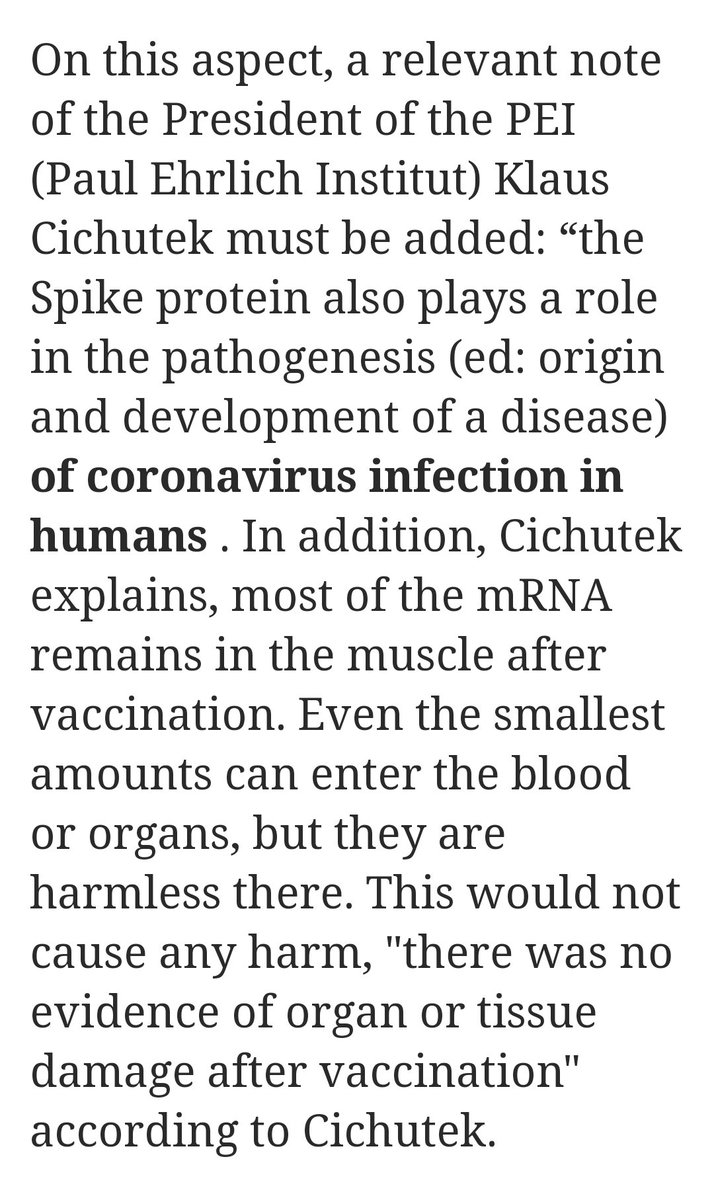 On this aspect, a relevant note
of the President of the PEI
(Paul Ehrlich Institut) Klaus
Cichutek must be added: “the
Spike protein also plays a role
in the pathogenesis (ed: origin
and development of a disease)
of coronavirus infection in
humans . In addition, Cichutek
explains, most of the mRNA
remains in the muscle after
vaccination. Even the smallest
amounts can enter the blood
or organs, but they are
harmless there. This would not
cause any harm, "there was no
evidence of organ or tissue
damage after vaccination"
according to Cichutek.